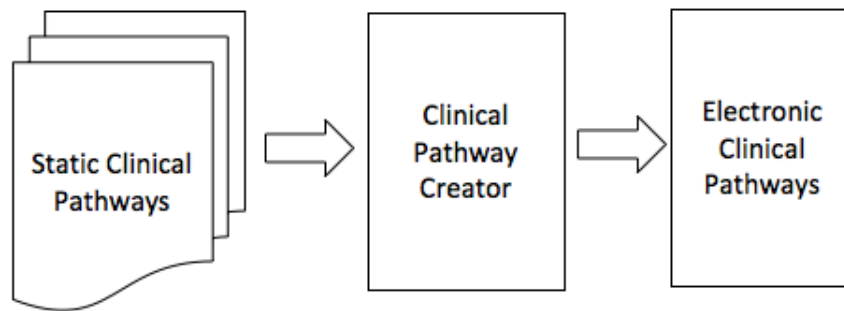 Static Clinical
Pathways
Clinical
Pathway
Creator
Electronic
Clinical
Pathways